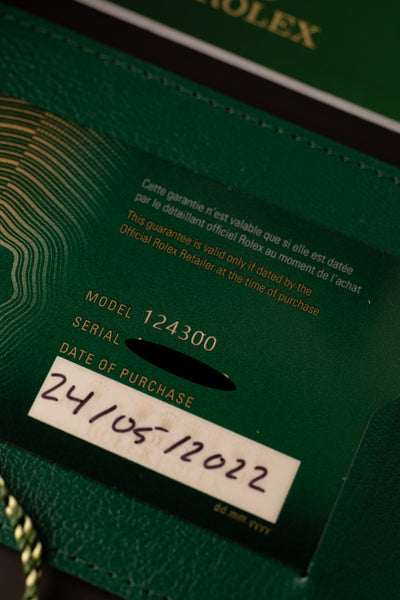 ROLEX
Cette garantie n'est valable que si elle est datée
par le détaillant officiel Rolex au moment de l'achat
This guarantee is valid only if dated by the
Official Rolex Retailer at the time of purchase
MODEL 124300
SERIAL
DATE OF PURCHASE
24/05/2022
dd.mm.yyyy